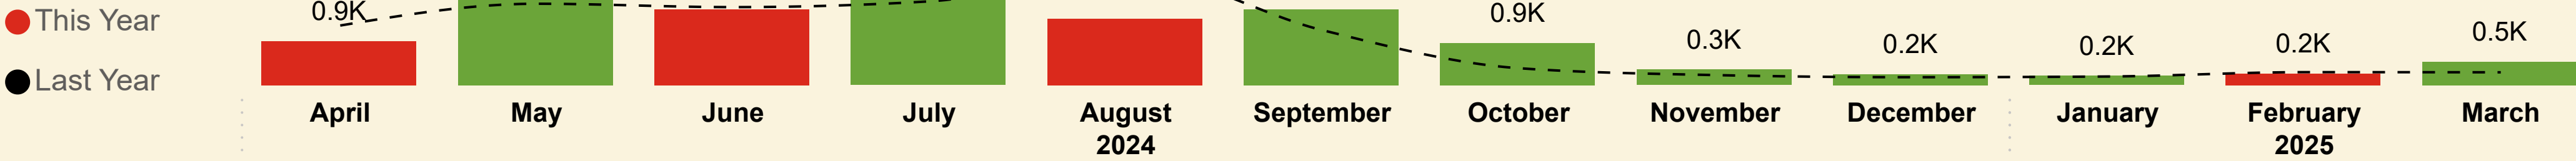 This Year
Last Year
0.9K
0.9K
0.3K
0.2K
0.2K
0.2K
0.5K
April May June July August September October November December January February March
2024 2025